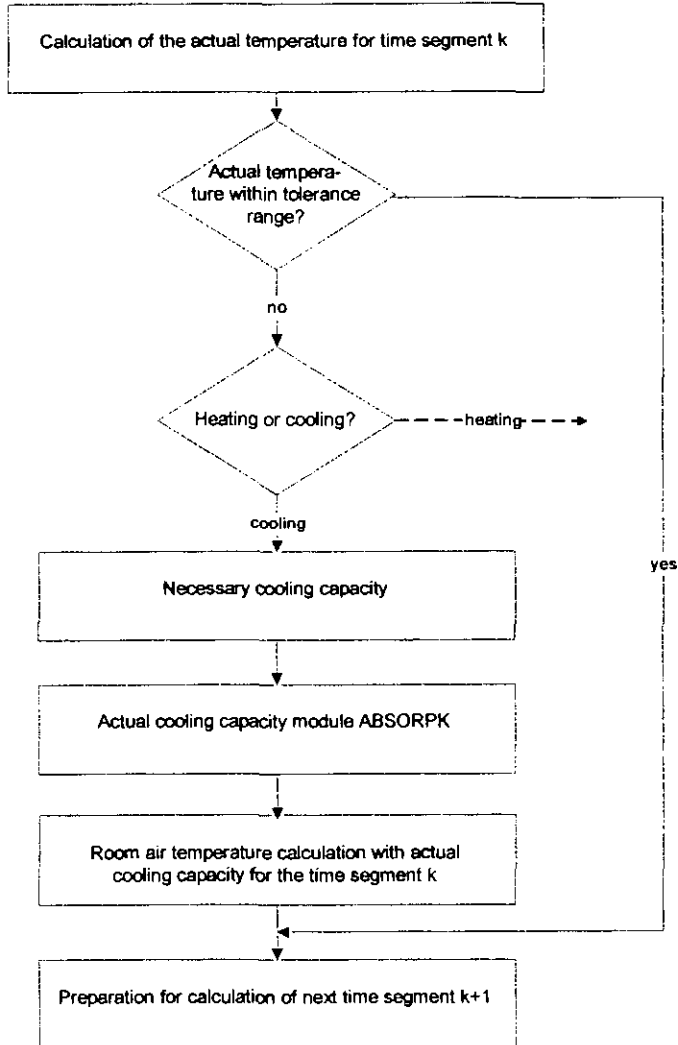 Calculation of the actual temperature for time segment k
Actual tempera-
ture within tolerance
range?
no
Heating or cooling?
heating
cooling
yes
Necessary cooling capacity
Actual cooling capacity module ABSORPK
Room air temperature calculation with actual
cooling capacity for the time segment k
Preparation for calculation of next time segment k+1